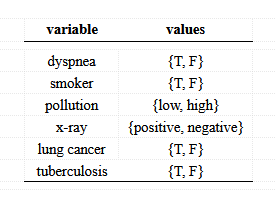 variable values
dyspnea {T, F}
smoker {T, F}
pollution {low, high}
x-ray {positive, negative}
lung cancer {T, F}
tuberculosis {T, F}